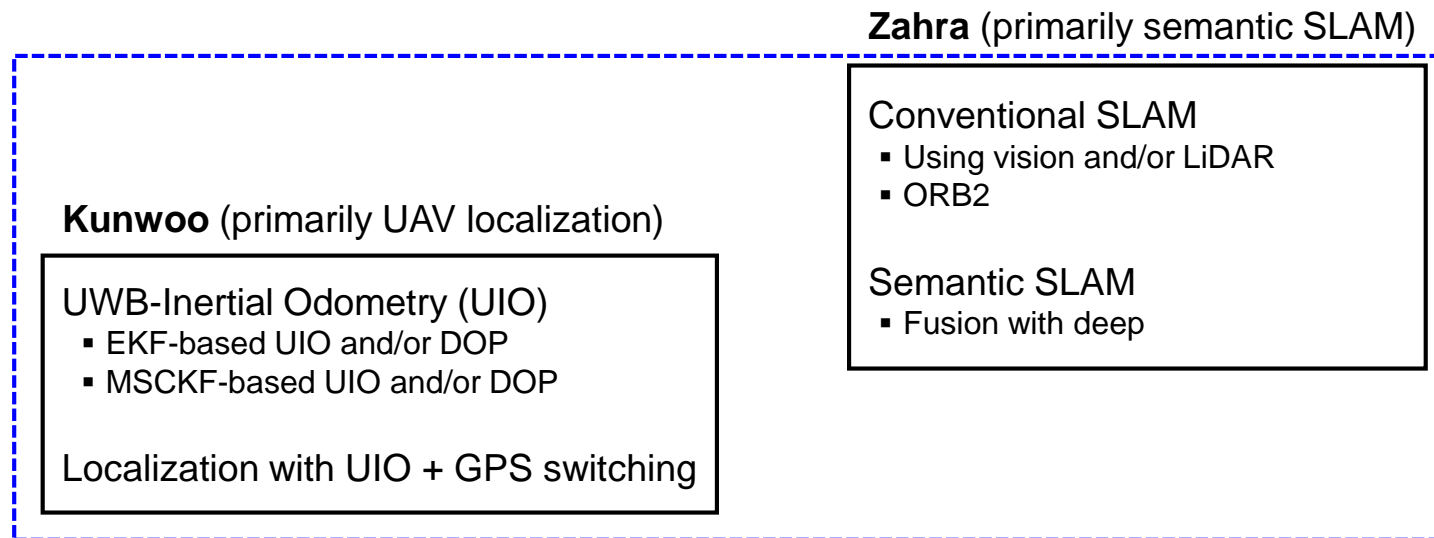 Zahra (primarily semantic SLAM)
Conventional SLAM
▪ Using vision and/or LiDAR
▪ ORB2
Semantic SLAM
▪ Fusion with deep
Kunwoo (primarily UAV localization)
UWB-Inertial Odometry (UIO)
▪ EKF-based UIO and/or DOP
▪ MSCKF-based UIO and/or DOP
Localization with UIO + GPS switching